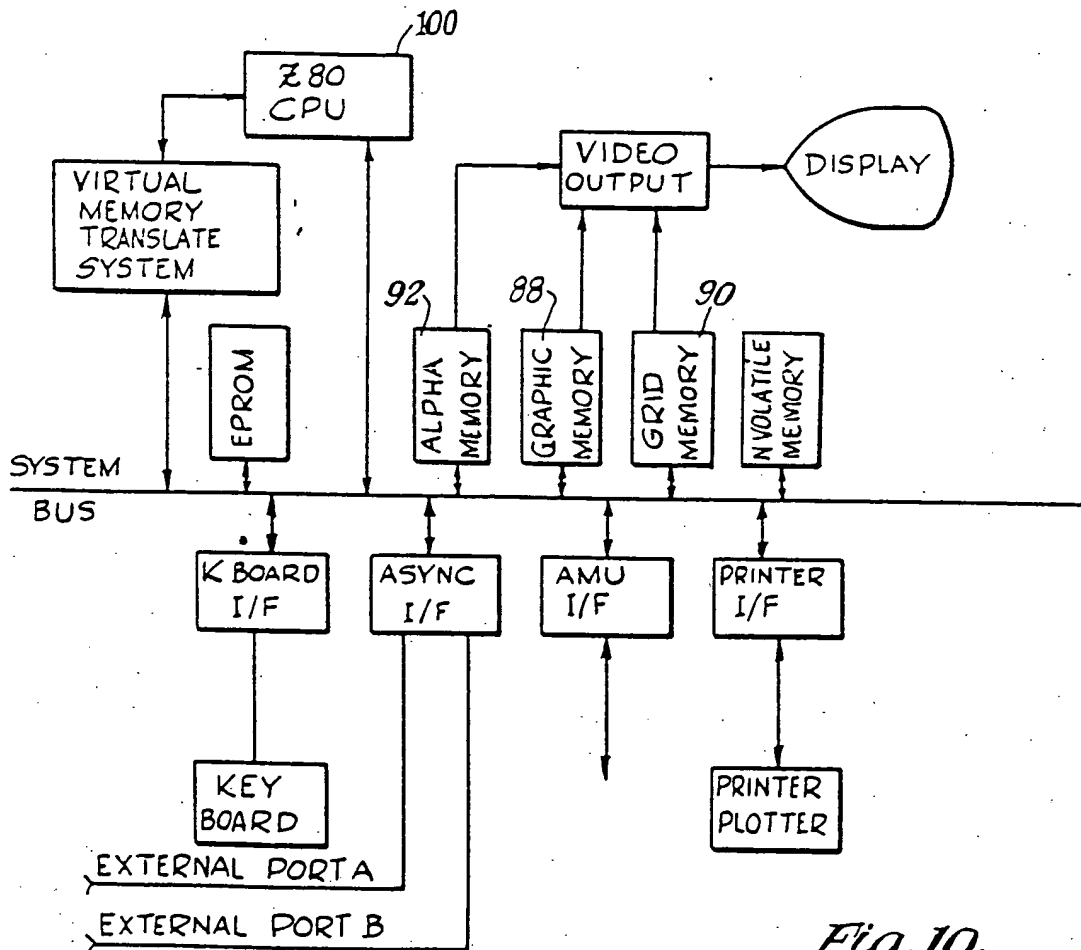 100
Z80
CPU
VIRTUAL
MEMORY
TRANSLATE
SYSTEM
VIDEO
OUTPUT
DISPLAY
92
88
90
EPROM
ALPHA
MEMORY
GRAPHIC
MEMORY
GRID
MEMORY
NVOLATILE
MEMORY
SYSTEM
BUS
K BOARD
I/F
ASYNC
I/F
AMU
I/F
PRINTER
I/F
KEY
BOARD
PRINTER
PLOTTER
EXTERNAL PORT A
EXTERNAL PORT B
Fig. 10.